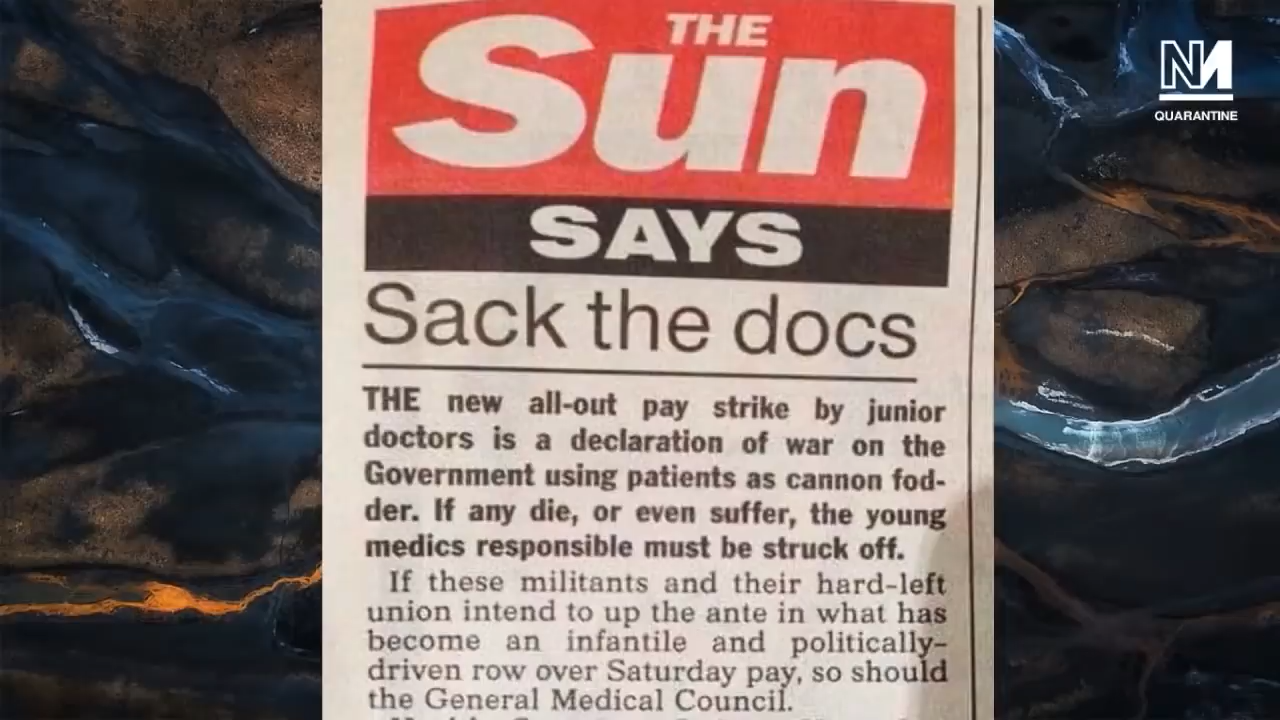 THE
Sun
SAYS
Sack the docs
THE new all-out pay strike by junior
doctors is a declaration of war on the
Government using patients as cannon fod-
der. If any die, or even suffer, the young
medics responsible must be struck off.
If these militants and their hard-left
union intend to up the ante in what has
become an infantile and politically-
driven row over Saturday pay, so should
the General Medical Council.
NM
QUARANTINE